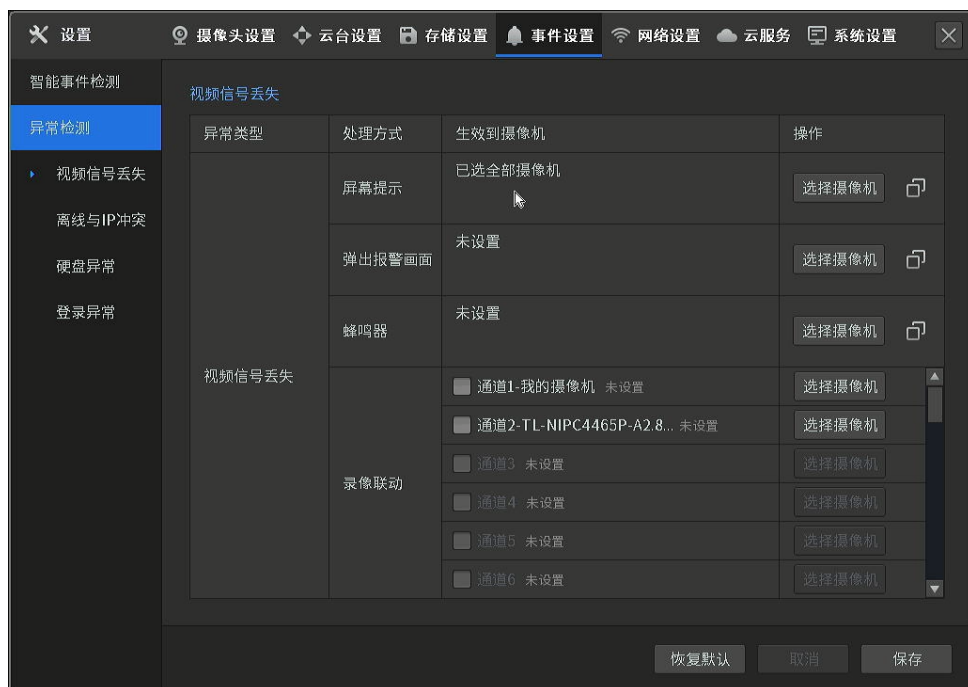 设置 摄像头设置 云台设置 存储设置 事件设置 网络设置 云服务 系统设置
智能事件检测
异常检测
视频信号丢失
离线与IP冲突
硬盘异常
登录异常
视频信号丢失
异常类型 处理方式 生效到摄像机 操作
视频信号丢失
屏幕提示 已选全部摄像机 选择摄像机
弹出报警画面 未设置 选择摄像机
蜂鸣器 未设置 选择摄像机
录像联动
通道1-我的摄像机 未设置 选择摄像机
通道2-TL-NIPC4465P-A2.8... 未设置 选择摄像机
通道3 未设置 选择摄像机
通道4 未设置 选择摄像机
通道5 未设置 选择摄像机
通道6 未设置 选择摄像机
恢复默认 取消 保存